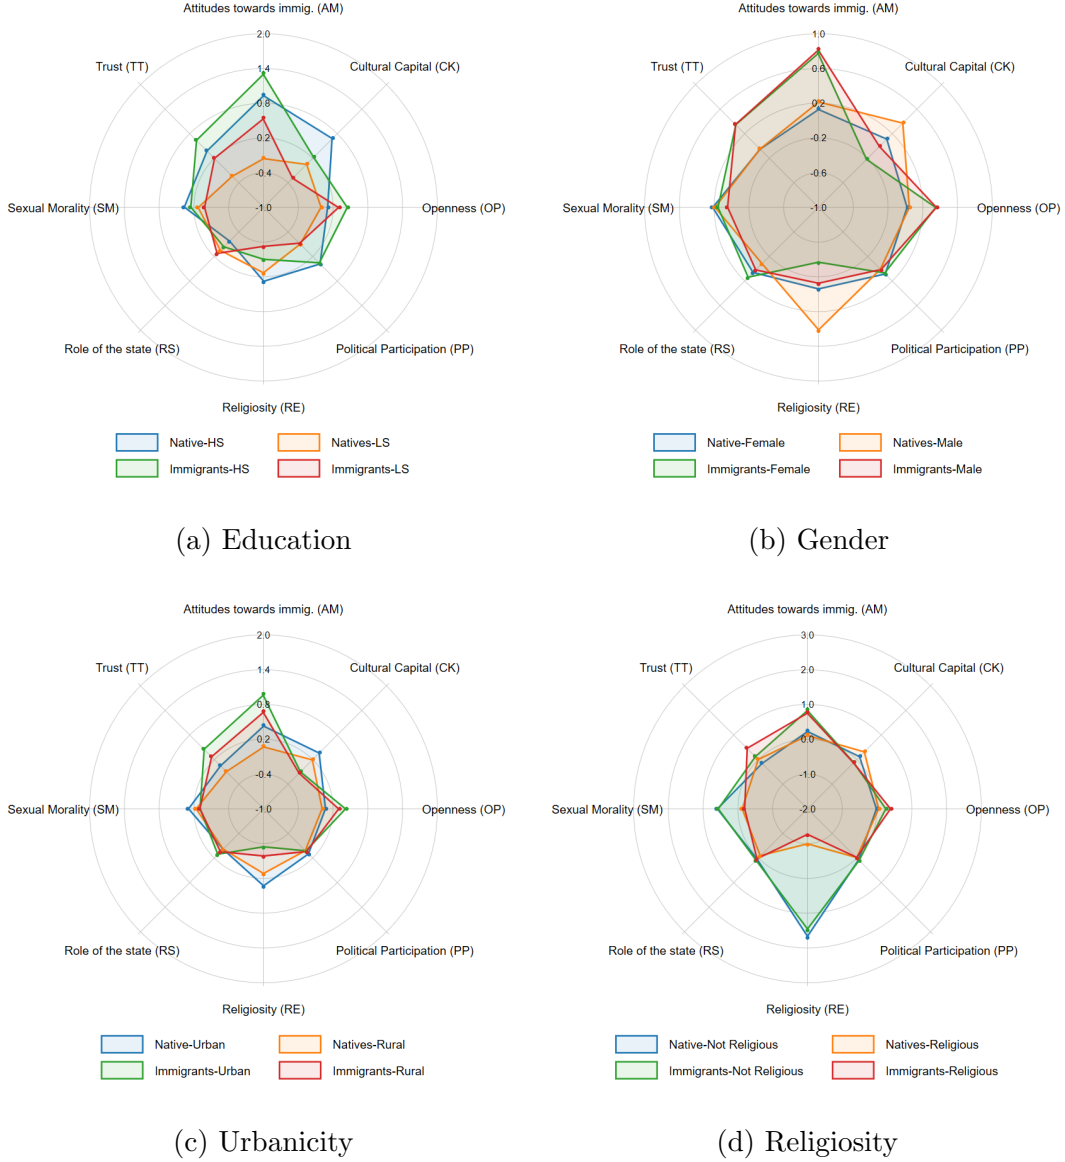 Attitudes towards immig. (AM)
2.0
Trust (TT)
1.4
Cultural Capital (CK)
0.8
0.2
-0.4
Sexual Morality (SM)
-1.0
Openness (OP)
Role of the state (RS)
Political Participation (PP)
Religiosity (RE)
Native-HS
Natives-LS
Immigrants-HS
Immigrants-LS
(a) Education
Attitudes towards immig. (AM)
1.0
Trust (TT)
0.6
Cultural Capital (CK)
0.2
-0.2
-0.6
Sexual Morality (SM)
-1.0
Openness (OP)
Role of the state (RS)
Political Participation (PP)
Religiosity (RE)
Native-Female
Natives-Male
Immigrants-Female
Immigrants-Male
(b) Gender
Attitudes towards immig. (AM)
2.0
Trust (TT)
1.4
Cultural Capital (CK)
0.8
0.2
-0.4
Sexual Morality (SM)
-1.0
Openness (OP)
Role of the state (RS)
Political Participation (PP)
Religiosity (RE)
Native-Urban
Natives-Rural
Immigrants-Urban
Immigrants-Rural
(c) Urbanicity
Attitudes towards immig. (AM)
3.0
Trust (TT)
2.0
Cultural Capital (CK)
1.0
0.0
-1.0
Sexual Morality (SM)
-2.0
Openness (OP)
Role of the state (RS)
Political Participation (PP)
Religiosity (RE)
Native-Not Religious
Natives-Religious
Immigrants-Not Religious
Immigrants-Religious
(d) Religiosity